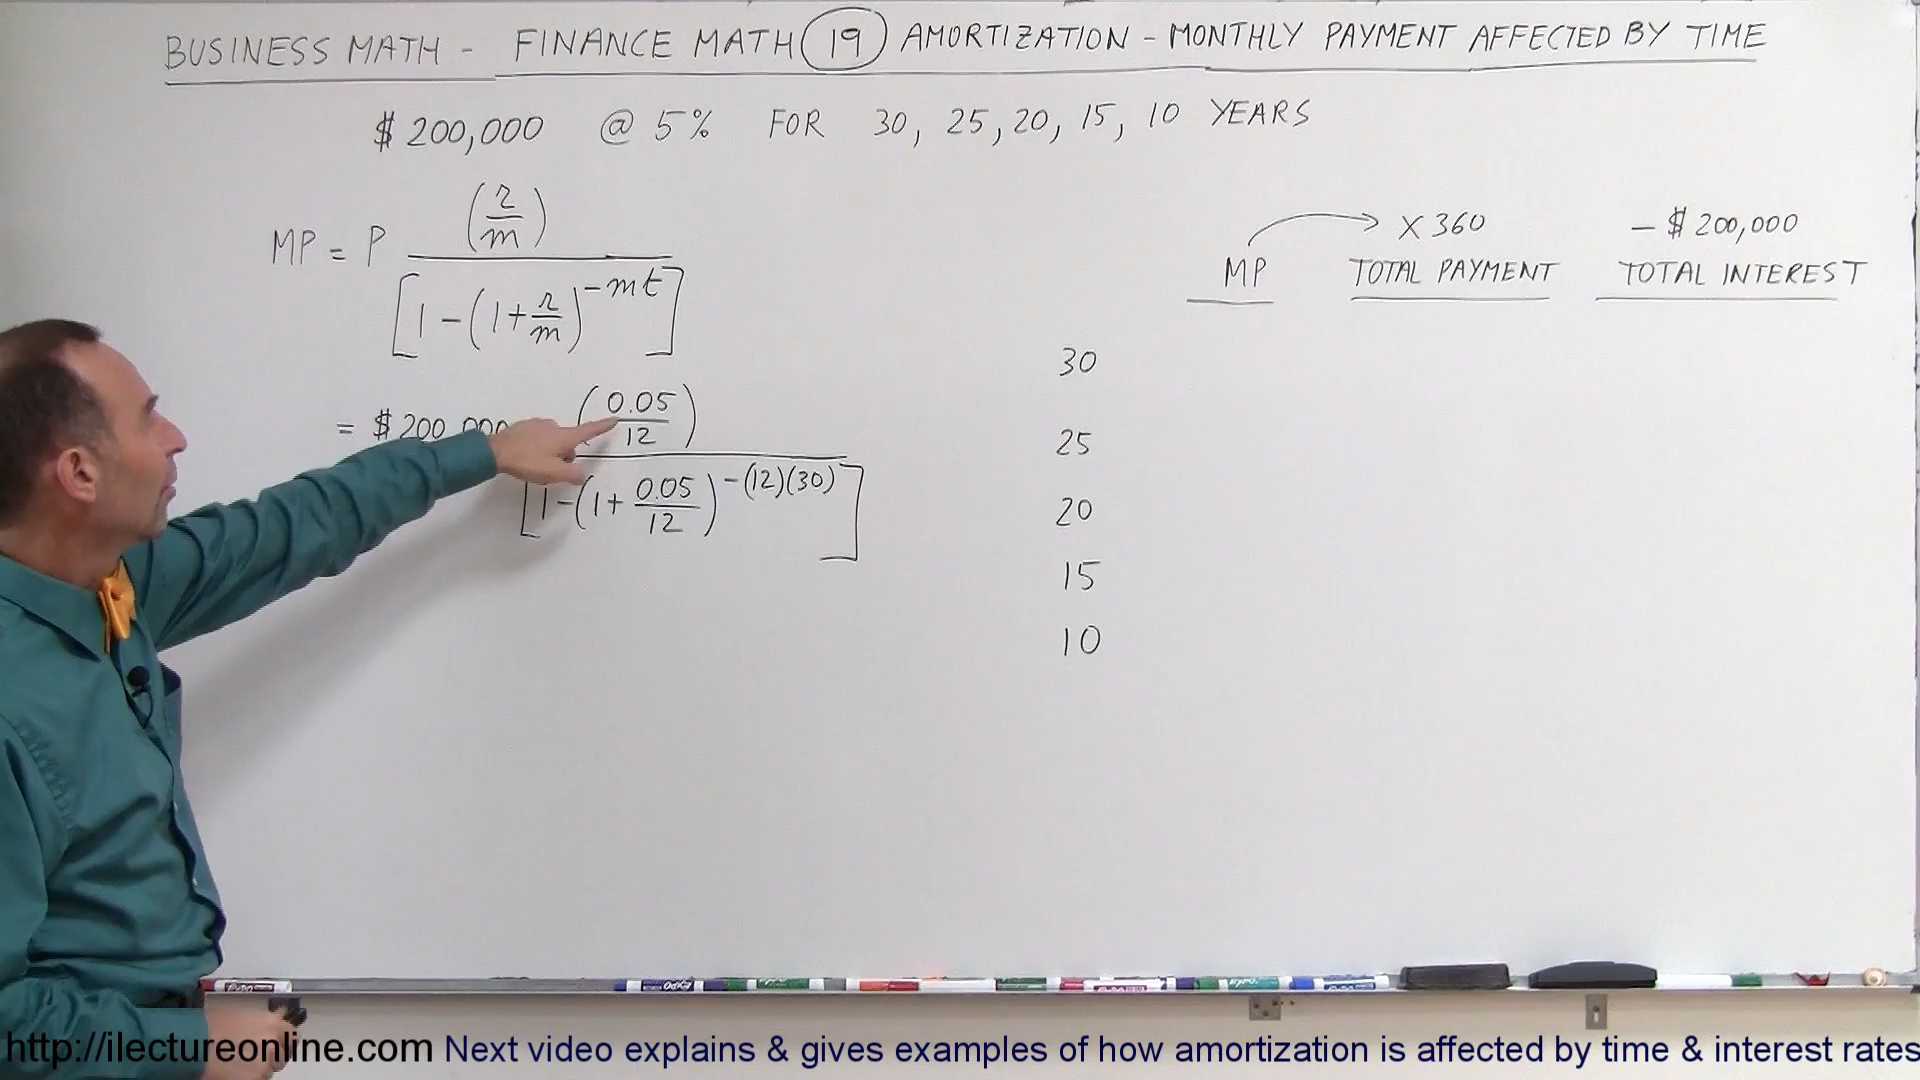 BUSINESS MATH - FINANCE MATH 19 AMORTIZATION - MONTHLY PAYMENT AFFECTED BY TIME
$ 200,000 @ 5% FOR 30, 25, 20, 15, 10 YEARS
MP = P (r/m) / [1-(1+r/m)^-mt]
= $ 200,000 (0.05/12) / [1-(1+0.05/12)^-(12)(30)]
X 360 - $ 200,000
MP TOTAL PAYMENT TOTAL INTEREST
30
25
20
15
10
EXPO
http://ilectureonline.com Next video explains & gives examples of how amortization is affected by time & interest rates